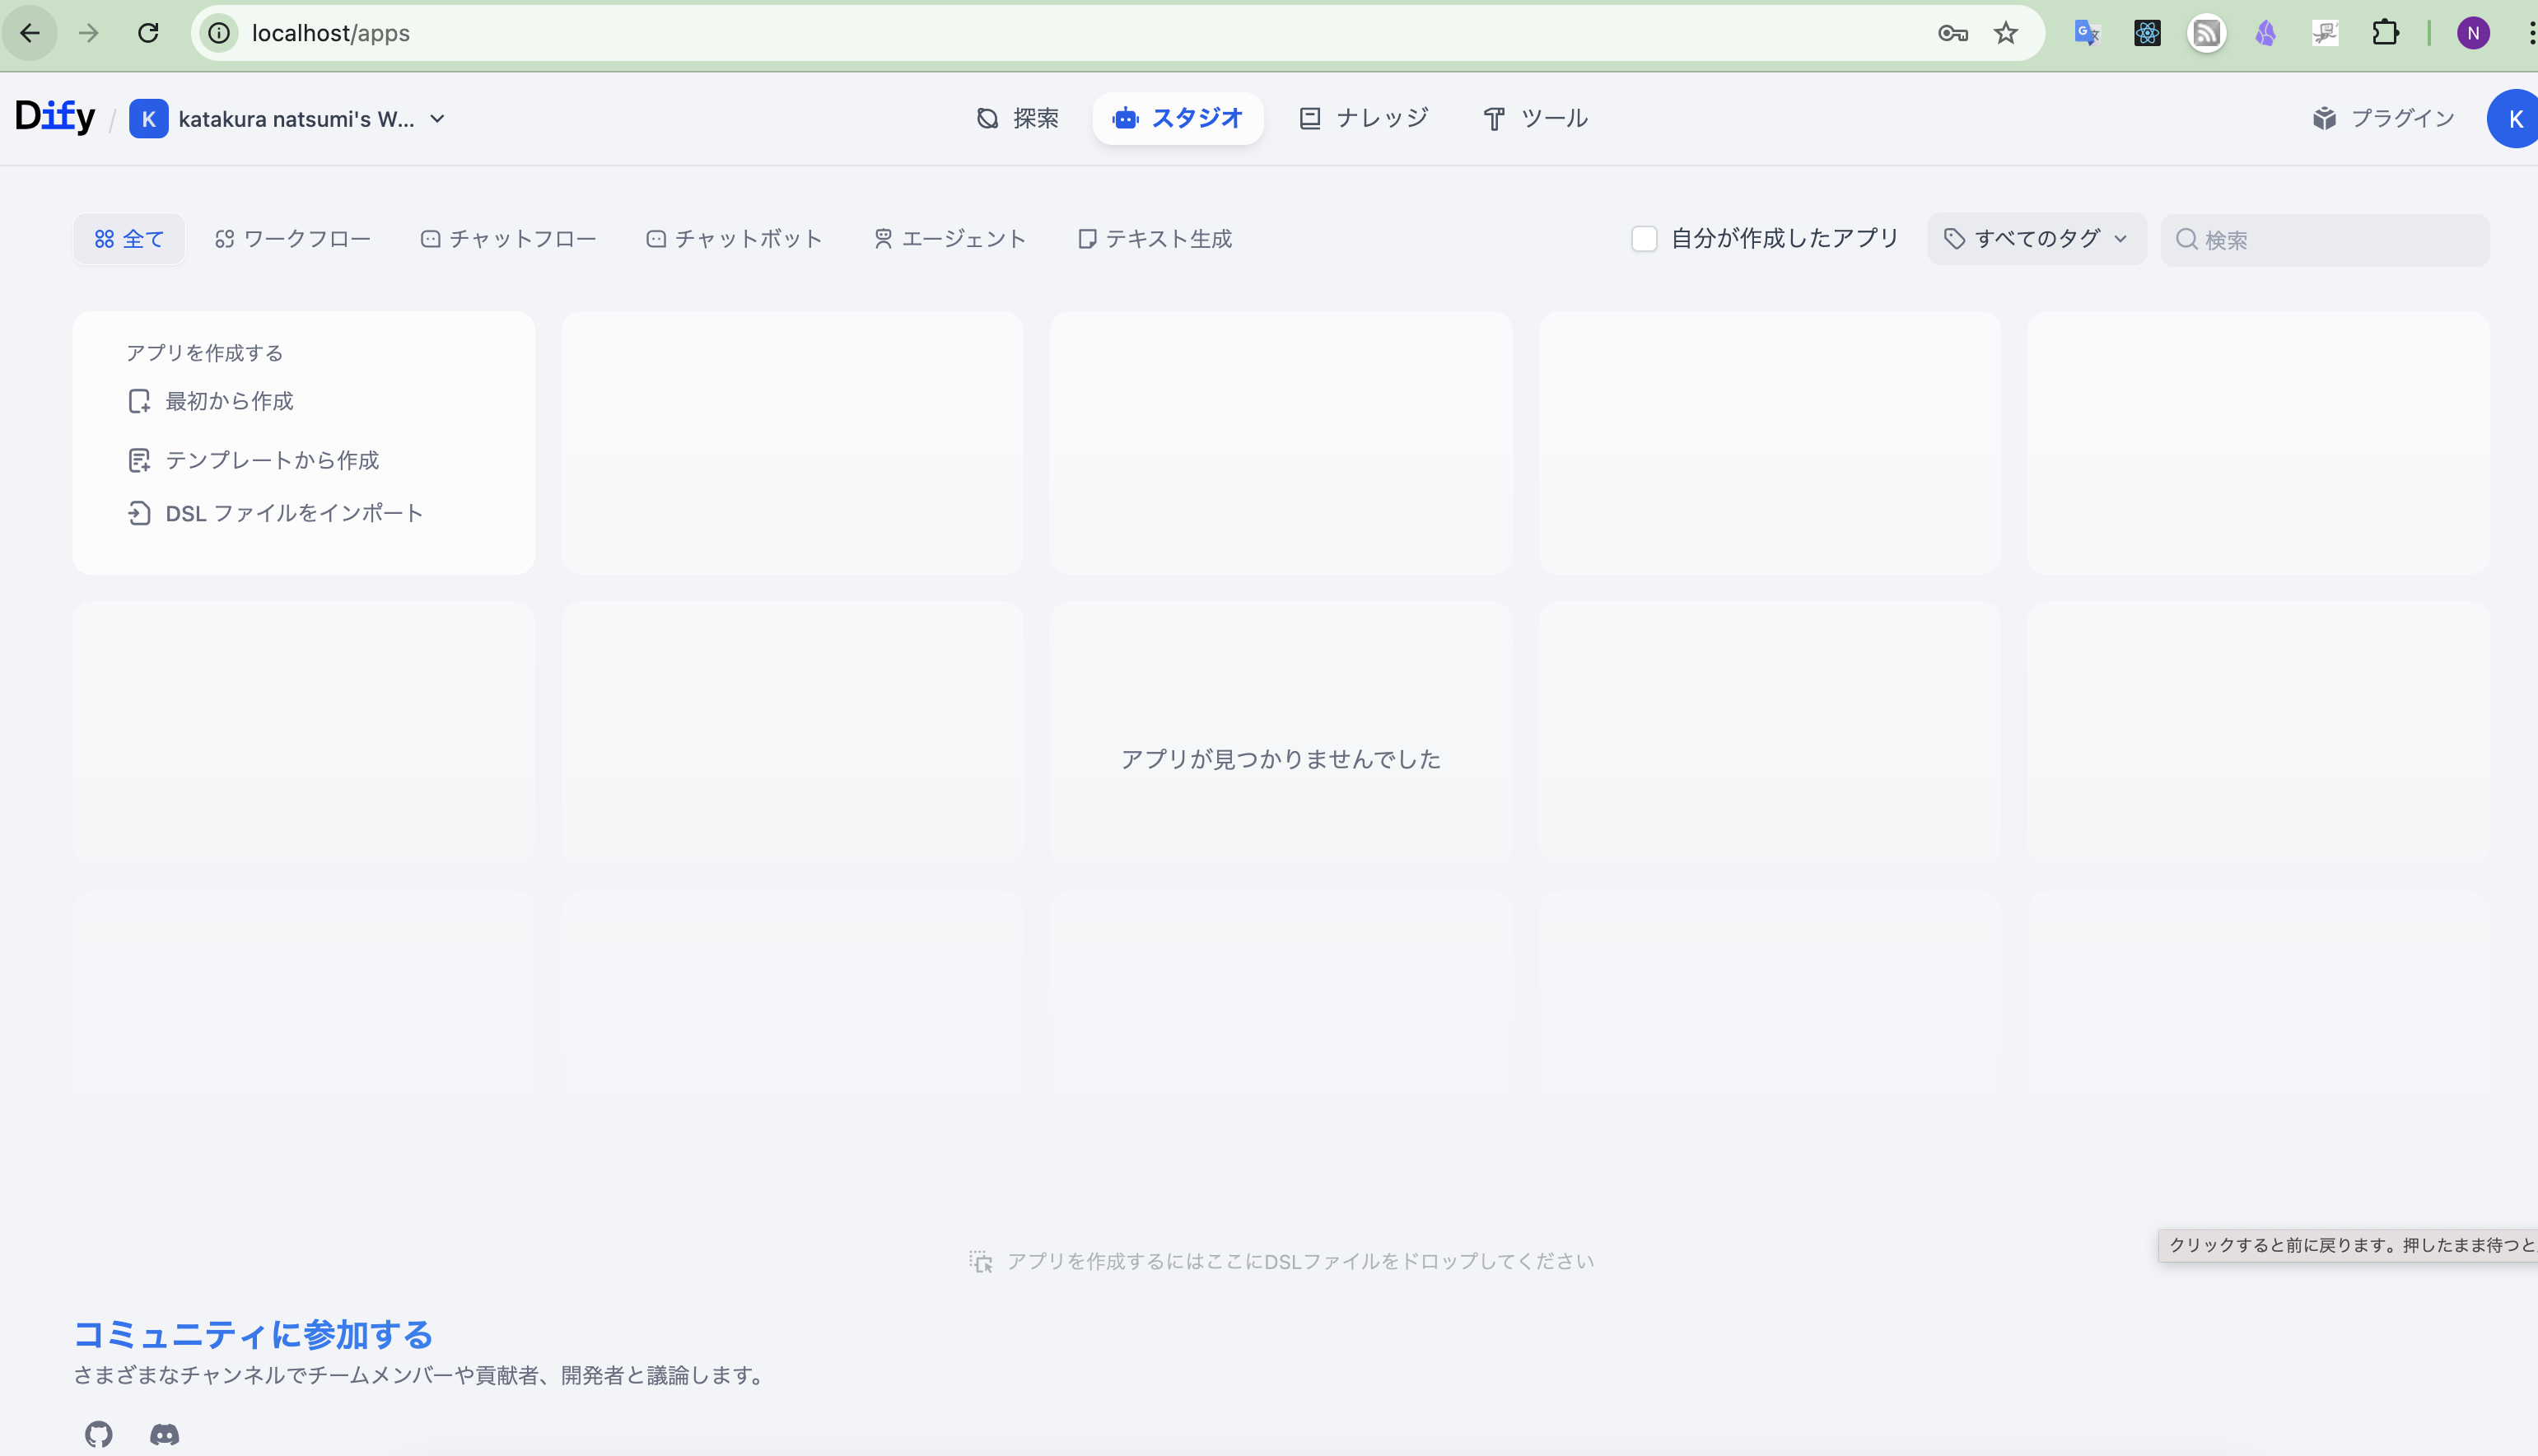 localhost/apps
N
Dify / K katakura natsumi's W...
探索
スタジオ
ナレッジ
ツール
プラグイン
K
全て
ワークフロー
チャットフロー
チャットボット
エージェント
テキスト生成
自分が作成したアプリ
すべてのタグ
検索
アプリを作成する
最初から作成
テンプレートから作成
DSL ファイルをインポート
アプリが見つかりませんでした
クリックすると前に戻ります。押したまま待つと
アプリを作成するにはここにDSLファイルをドロップしてください
コミュニティに参加する
さまざまなチャンネルでチームメンバーや貢献者、開発者と議論します。